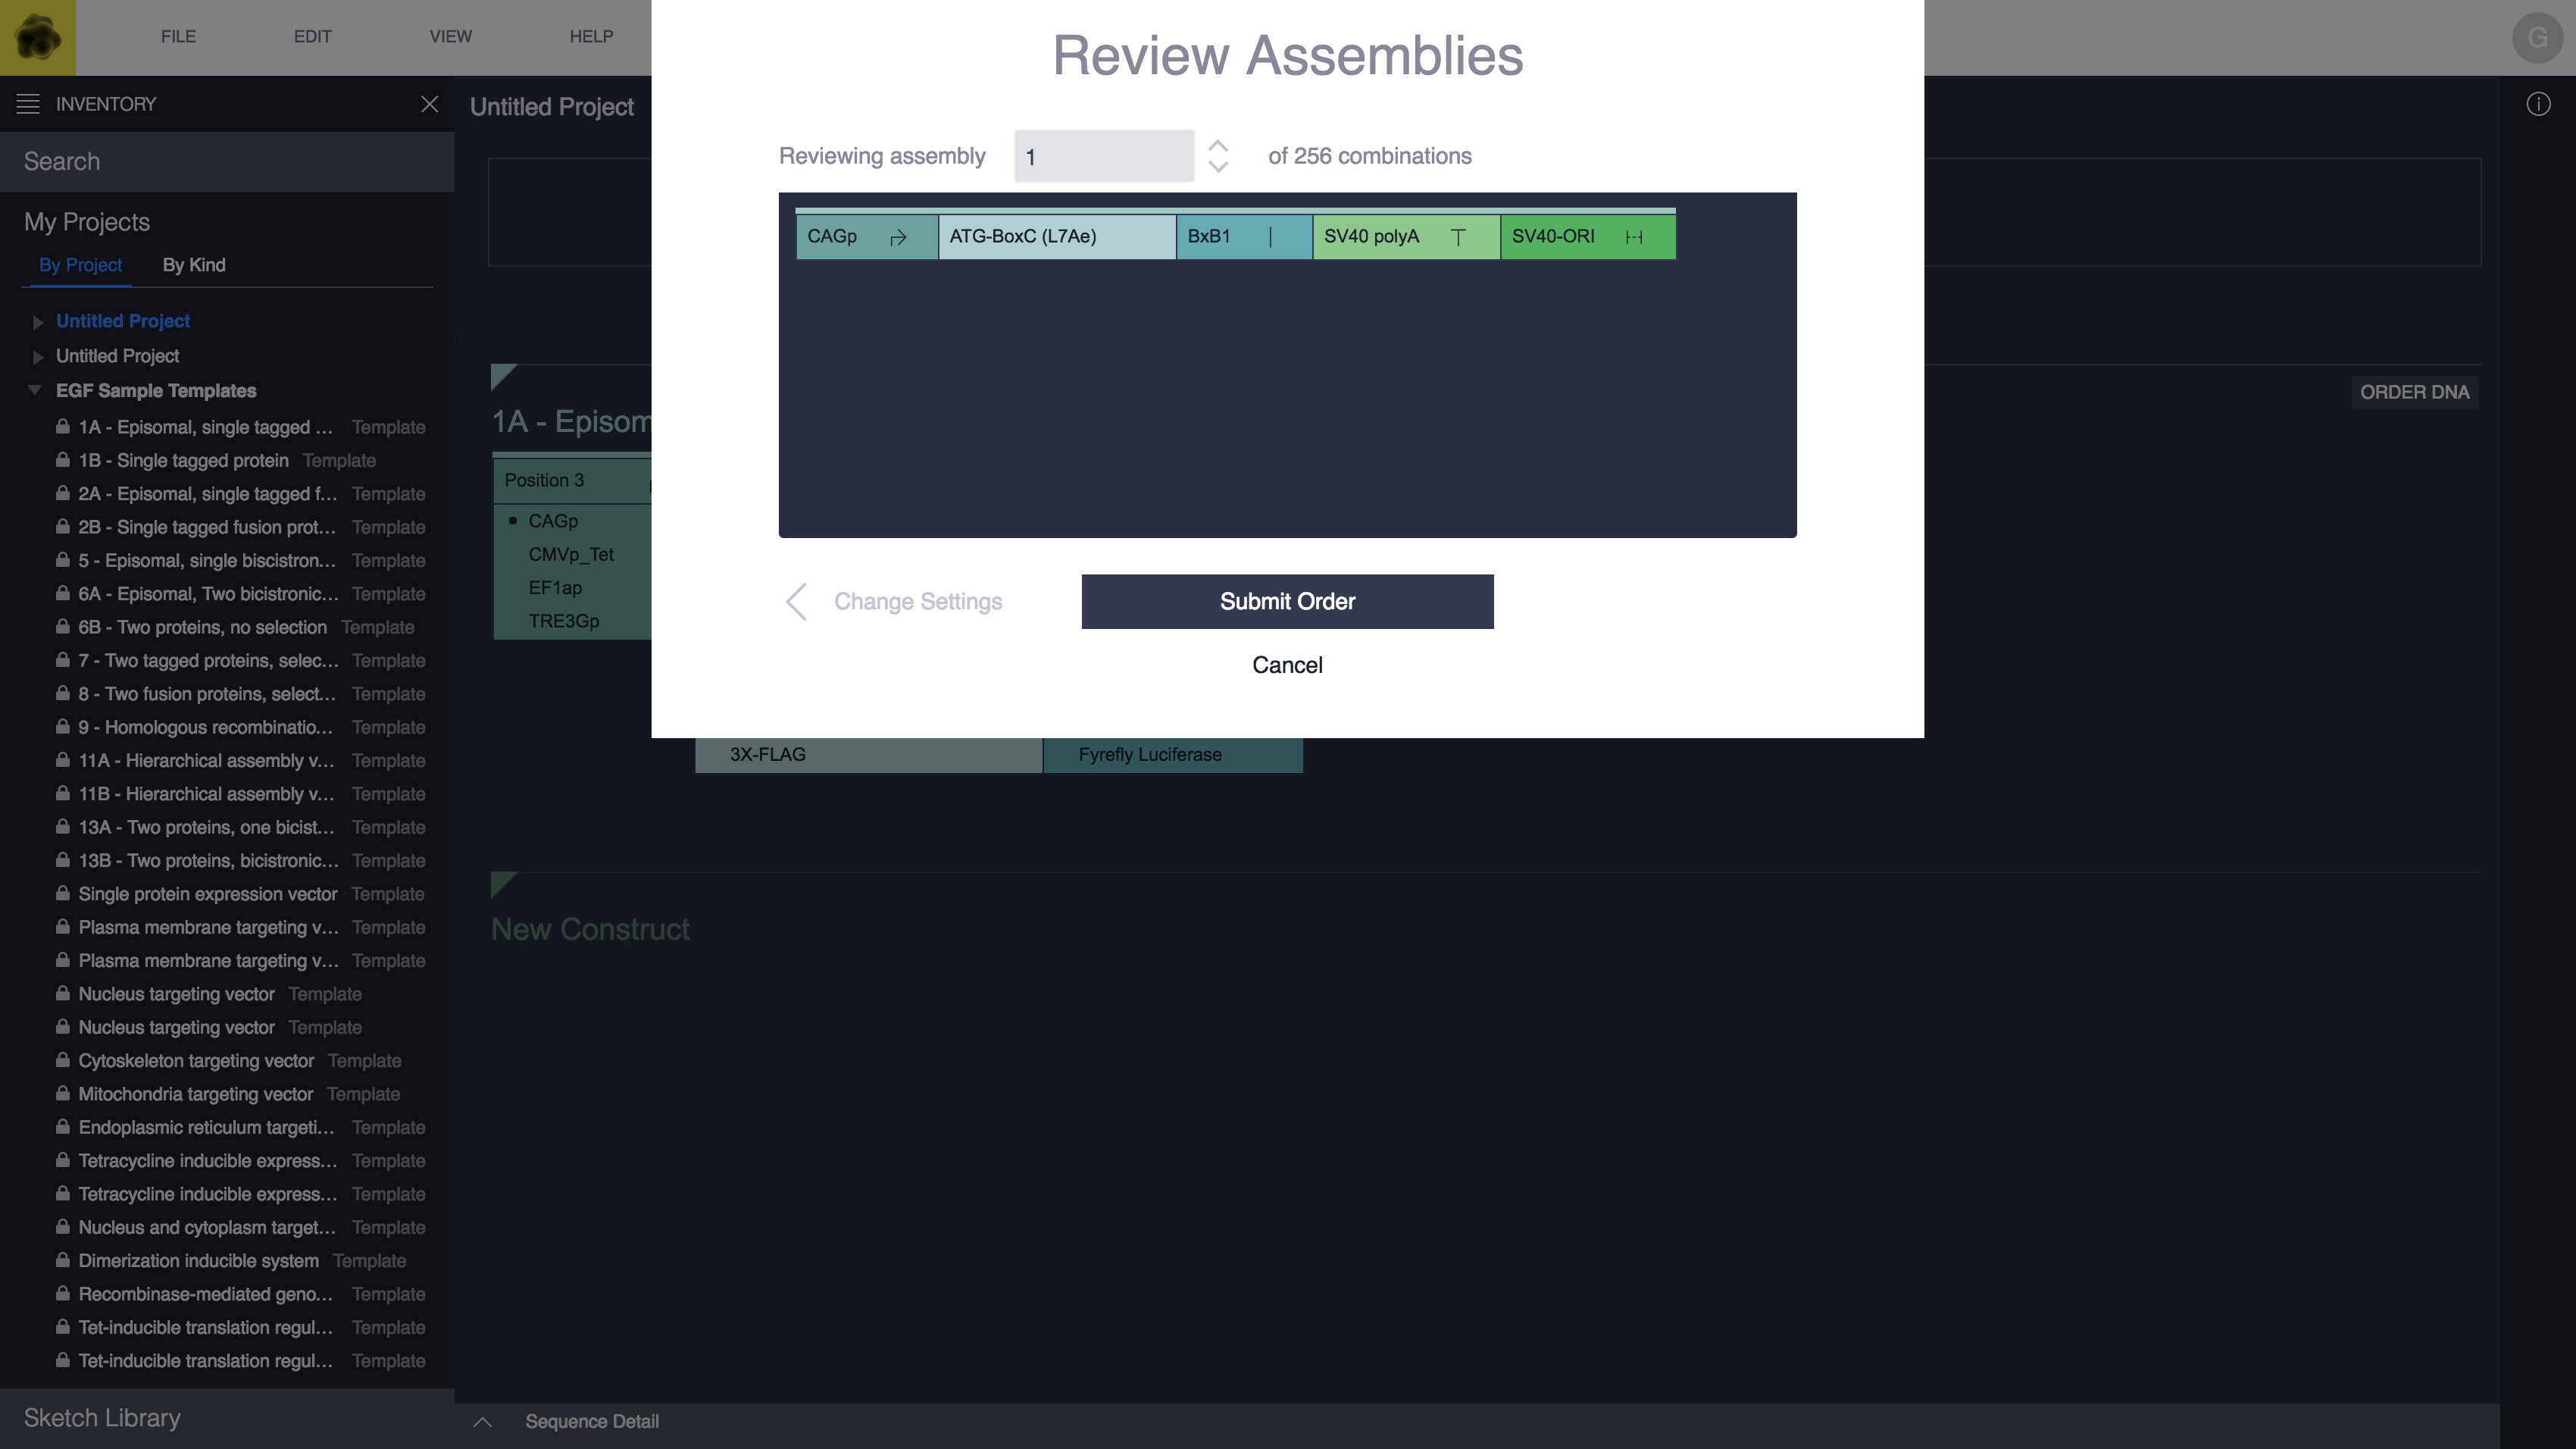 FILE EDIT VIEW HELP
G
INVENTORY
Search
My Projects
By Project By Kind
Untitled Project
Untitled Project
EGF Sample Templates
1A - Episomal, single tagged ... Template
1B - Single tagged protein Template
2A - Episomal, single tagged f... Template
2B - Single tagged fusion prot... Template
5 - Episomal, single biscistron... Template
6A - Episomal, Two bicistronic... Template
6B - Two proteins, no selection Template
7 - Two tagged proteins, selec... Template
8 - Two fusion proteins, select... Template
9 - Homologous recombinatio... Template
11A - Hierarchical assembly v... Template
11B - Hierarchical assembly v... Template
13A - Two proteins, one bicist... Template
13B - Two proteins, bicistronic... Template
Single protein expression vector Template
Plasma membrane targeting v... Template
Plasma membrane targeting v... Template
Nucleus targeting vector Template
Nucleus targeting vector Template
Cytoskeleton targeting vector Template
Mitochondria targeting vector Template
Endoplasmic reticulum targeti... Template
Tetracycline inducible express... Template
Tetracycline inducible express... Template
Nucleus and cytoplasm target... Template
Dimerization inducible system Template
Recombinase-mediated geno... Template
Tet-inducible translation regul... Template
Tet-inducible translation regul... Template
Sketch Library
Untitled Project
ORDER DNA
1A - Episom
Position 3
CAGp
CMVp_Tet
EF1ap
TRE3Gp
3X-FLAG Fyrefly Luciferase
New Construct
Sequence Detail
Review Assemblies
Reviewing assembly 1 of 256 combinations
CAGp ATG-BoxC (L7Ae) BxB1 SV40 polyA SV40-ORI
Change Settings Submit Order
Cancel